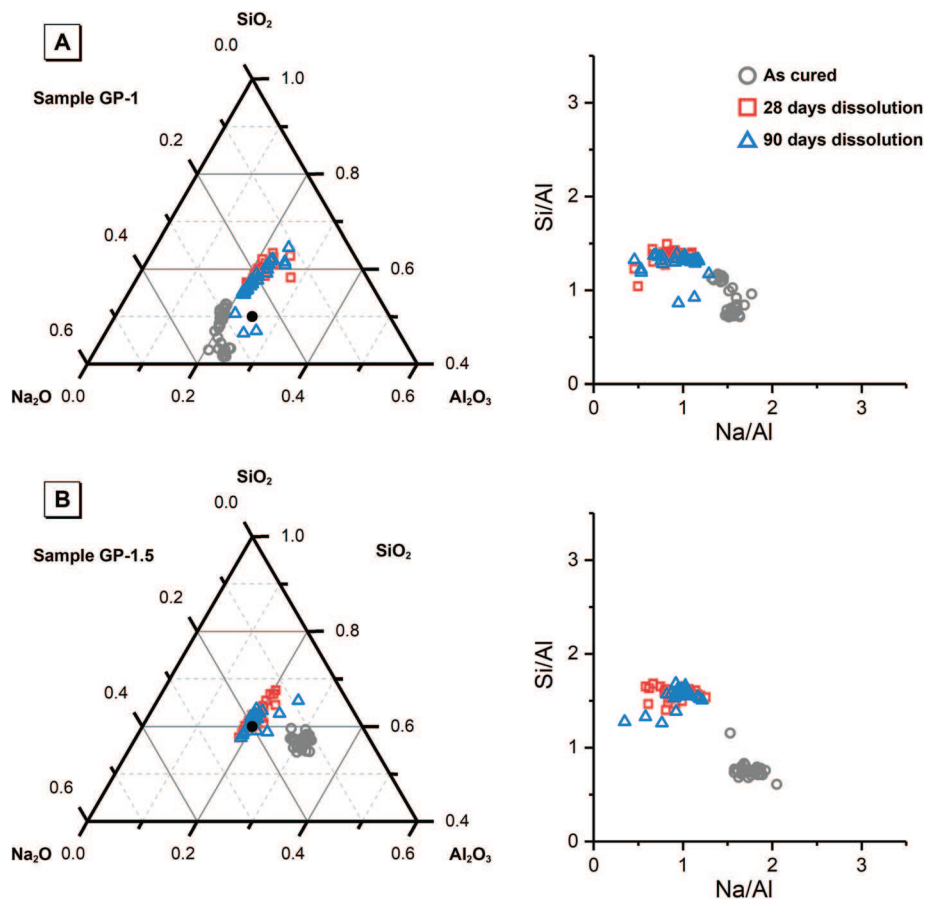 A
SiO₂
0.0
1.0
Sample GP-1
0.2
0.8
0.4
0.6
0.6
0.4
Na₂O 0.0 0.2 0.4 0.6 Al₂O₃
As cured
28 days dissolution
90 days dissolution
Si/Al
3
2
1
0
0 1 2 3
Na/Al
B
SiO₂
0.0
1.0
SiO₂
Sample GP-1.5
0.2
0.8
0.4
0.6
0.6
0.4
Na₂O 0.0 0.2 0.4 0.6 Al₂O₃
Si/Al
3
2
1
0
0 1 2 3
Na/Al